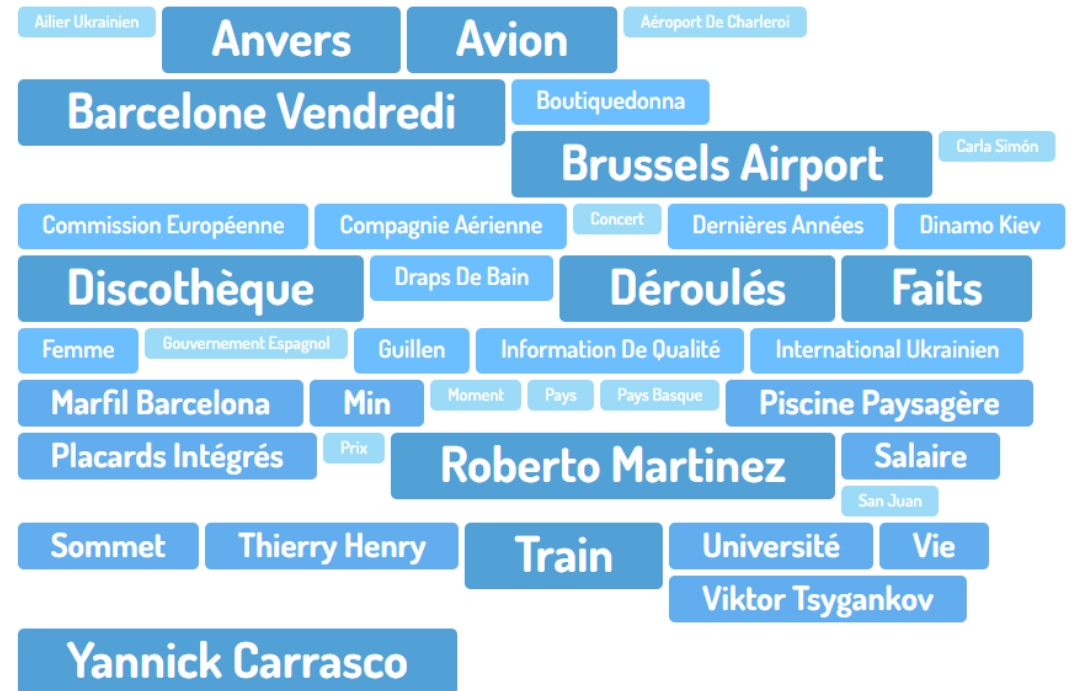 Ailier Ukrainien Anvers Avion Aéroport De Charleroi
Barcelone Vendredi Boutiquedonna
Brussels Airport Carla Simón
Commission Européenne Compagnie Aérienne Concert Dernières Années Dinamo Kiev
Discothèque Draps De Bain Déroulés Faits
Femme Gouvernement Espagnol Guillen Information De Qualité International Ukrainien
Marfil Barcelona Min Moment Pays Pays Basque Piscine Paysagère
Placards Intégrés Prix Roberto Martinez Salaire
San Juan
Sommet Thierry Henry Train Université Vie
Viktor Tsygankov
Yannick Carrasco